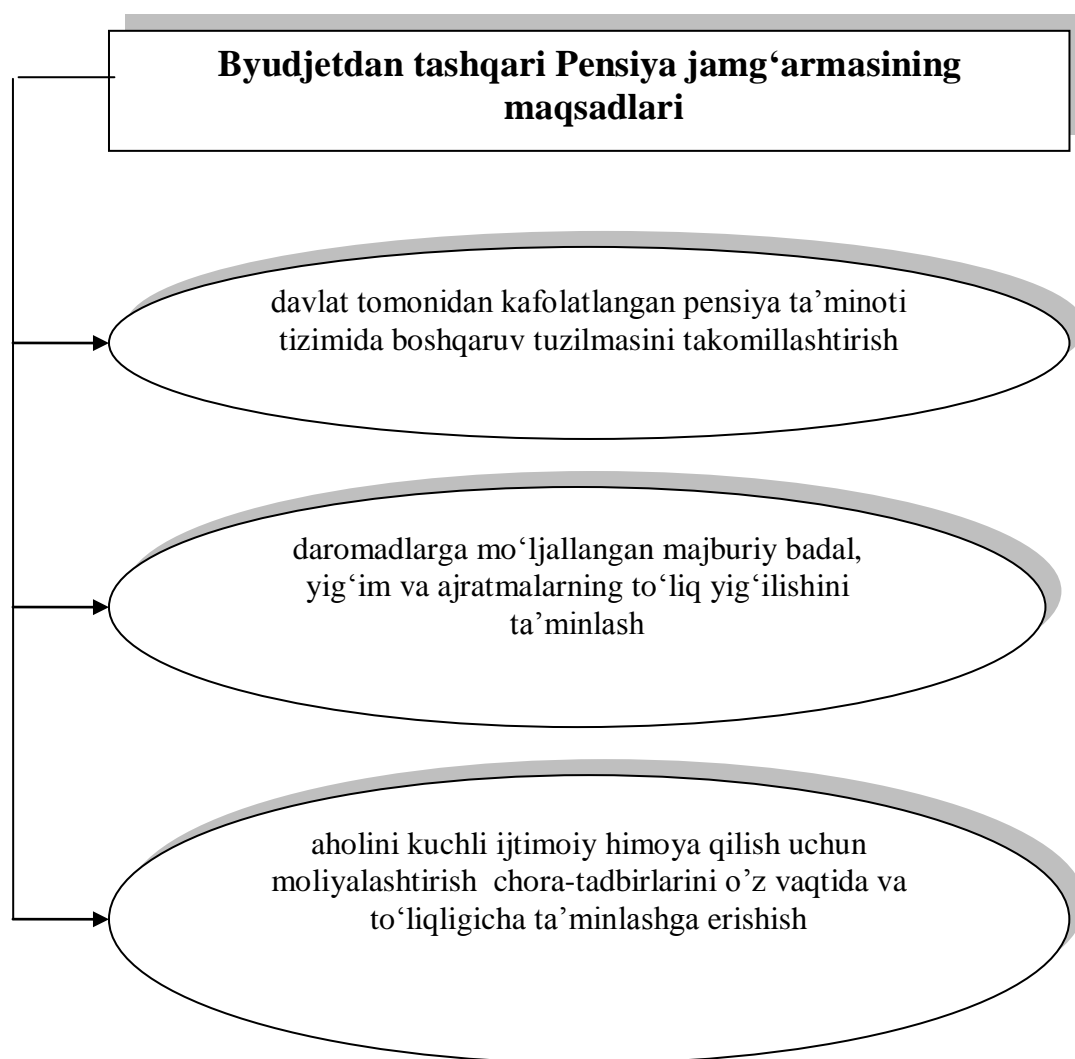 Byudjetdan tashqari Pensiya jamg‘armasining
maqsadlari
davlat tomonidan kafolatlangan pensiya ta’minoti
tizimida boshqaruv tuzilmasini takomillashtirish
daromadlarga mo‘ljallangan majburiy badal,
yig‘im va ajratmalarning to‘liq yig‘ilishini
ta’minlash
aholini kuchli ijtimoiy himoya qilish uchun
moliyalashtirish  chora-tadbirlarini o’z vaqtida va
to‘liqligicha ta’minlashga erishish